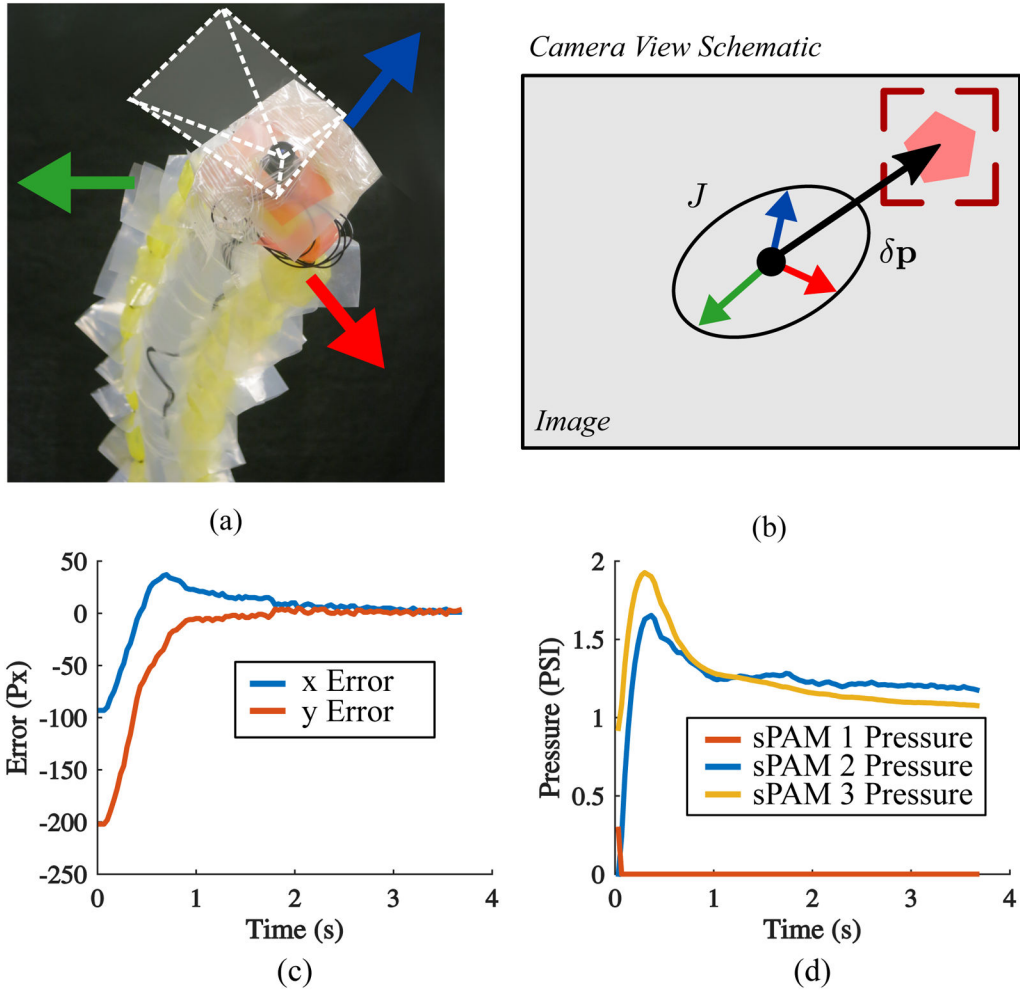 Camera View Schematic
J
δp
Image
(a)
(b)
50
0
-50
-100
-150
-200
-250
Error (Px)
x Error
y Error
0
1
2
3
4
Time (s)
(c)
2
1.5
1
0.5
0
Pressure (PSI)
sPAM 1 Pressure
sPAM 2 Pressure
sPAM 3 Pressure
0
1
2
3
4
Time (s)
(d)